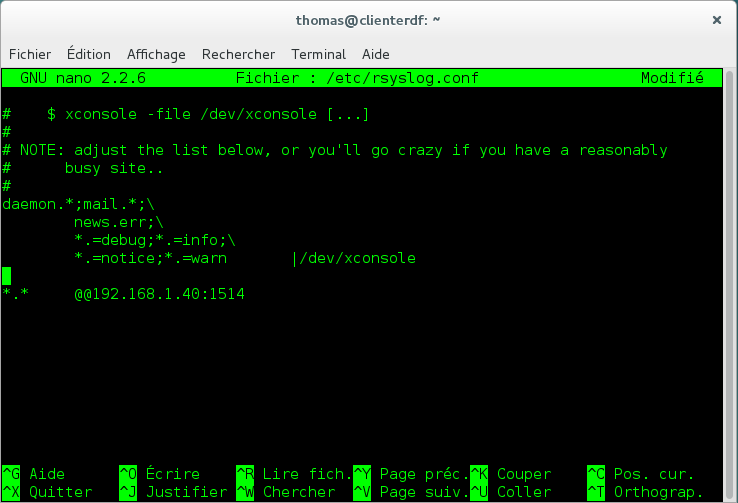 thomas@clienterdf: ~
Fichier Édition Affichage Rechercher Terminal Aide
GNU nano 2.2.6 Fichier : /etc/rsyslog.conf Modifié
#    $ xconsole -file /dev/xconsole [...]
#
# NOTE: adjust the list below, or you'll go crazy if you have a reasonably
#      busy site..
#
daemon.*;mail.*;\
        news.err;\
        *.=debug;*.=info;\
        *.=notice;*.=warn       |/dev/xconsole
*.*     @@192.168.1.40:1514
^G Aide ^O Écrire ^R Lire fich. ^Y Page préc. ^K Couper ^C Pos. cur.
^X Quitter ^J Justifier ^W Chercher ^V Page suiv. ^U Coller ^T Orthograp.